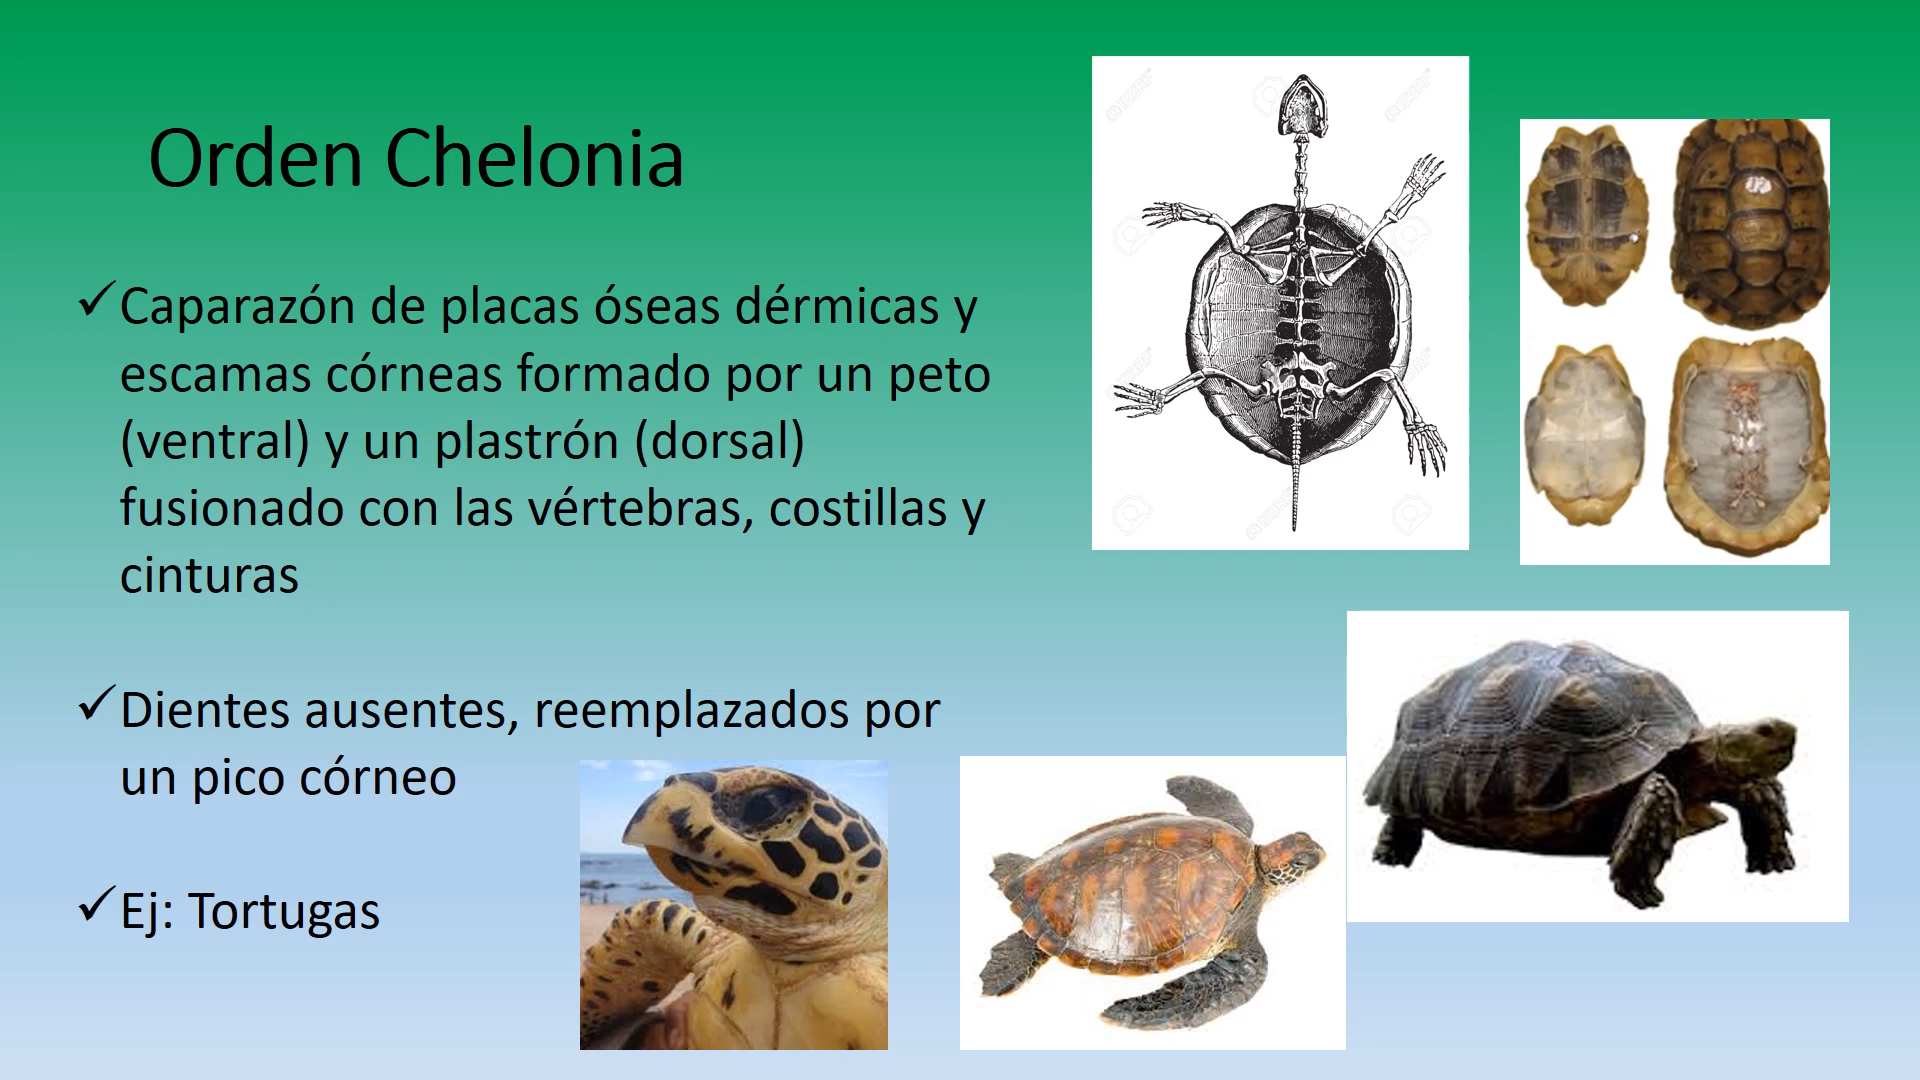 Orden Chelonia
✓Caparazón de placas óseas dérmicas y
escamas córneas formado por un peto
(ventral) y un plastrón (dorsal)
fusionado con las vértebras, costillas y
cinturas
✓Dientes ausentes, reemplazados por
un pico córneo
✓Ej: Tortugas